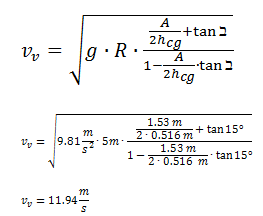 v_v = √(g · R · (A/(2h_cg) + tan ב)/(1 − A/(2h_cg) · tan ב))
v_v = √(9.81 m/s² · 5m · (1.53 m/(2 · 0.516 m) + tan 15°)/(1 − 1.53 m/(2 · 0.516 m) · tan 15°))
v_v = 11.94 m/s